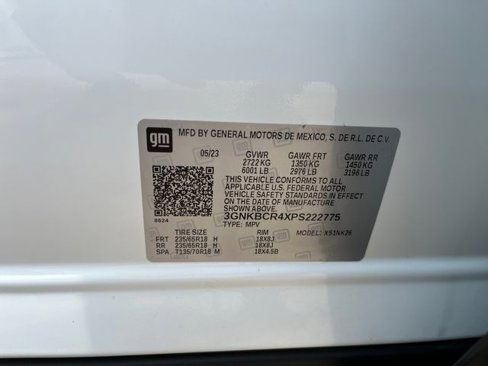 gm
MFD BY GENERAL MOTORS DE MEXICO, S. DE R.L. DE C.V.
05/23 GVWR GAWR FRT GAWR RR
2722 KG 1350 KG 1450 KG
6001 LB 2976 LB 3196 LB
THIS VEHICLE CONFORMS TO ALL
APPLICABLE U.S. FEDERAL MOTOR
VEHICLE SAFETY STANDARDS IN EFFECT
ON THE DATE OF MANUFACTURE SHOWN ABOVE.
3GNKBCR4XPS222775
8624 TYPE: MPV
TIRE SIZE RIM MODEL: XS1NK26
FRT 235/65R18 H 18X8J
RR 235/65R18 H 18X8J
SPA T135/70R18 M 18X4.5B